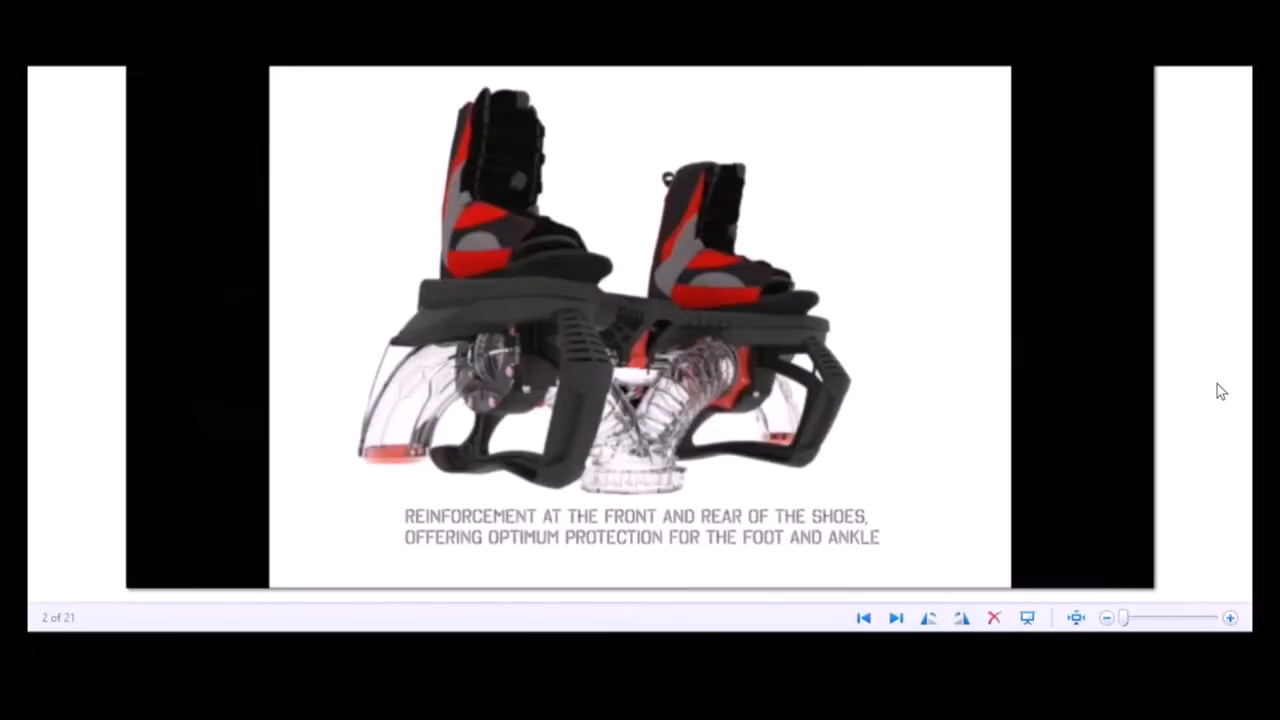 REINFORCEMENT AT THE FRONT AND REAR OF THE SHOES,
OFFERING OPTIMUM PROTECTION FOR THE FOOT AND ANKLE
2 of 21